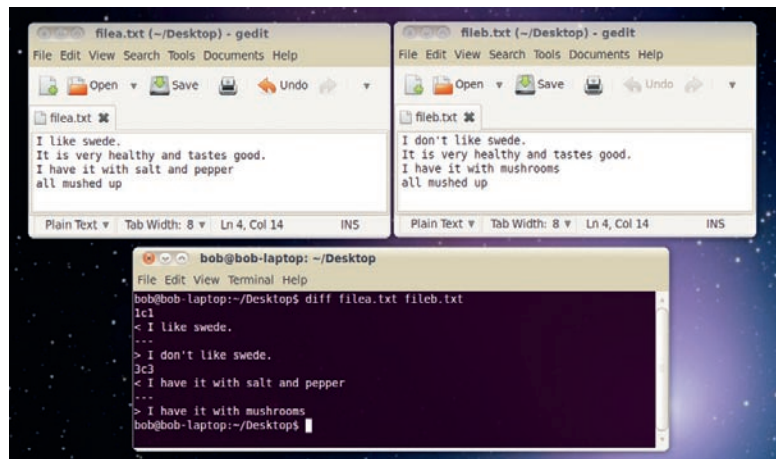 filea.txt (~/Desktop) - gedit
File Edit View Search Tools Documents Help
Open Save Undo
filea.txt
I like swede.
It is very healthy and tastes good.
I have it with salt and pepper
all mushed up
Plain Text Tab Width: 8 Ln 4, Col 14 INS
fileb.txt (~/Desktop) - gedit
File Edit View Search Tools Documents Help
Open Save Undo
fileb.txt
I don't like swede.
It is very healthy and tastes good.
I have it with mushrooms
all mushed up
Plain Text Tab Width: 8 Ln 4, Col 14 INS
bob@bob-laptop: ~/Desktop
File Edit View Terminal Help
bob@bob-laptop:~/Desktop$ diff filea.txt fileb.txt
1c1
< I like swede.
---
> I don't like swede.
3c3
< I have it with salt and pepper
---
> I have it with mushrooms
bob@bob-laptop:~/Desktop$